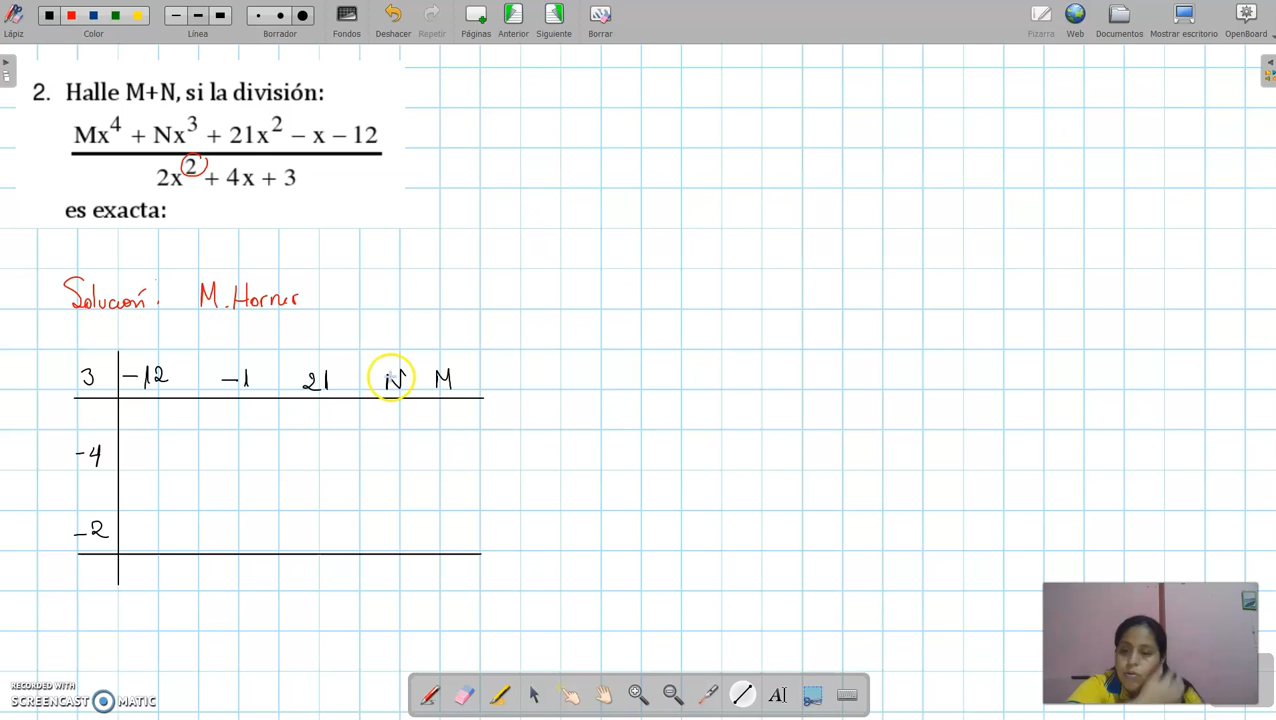 Lápiz Color Línea Borrador Fondos Deshacer Repetir Páginas Anterior Siguiente Borrar Pizarra Web Documentos Mostrar escritorio OpenBoard
2. Halle M+N, si la división:
Mx⁴ + Nx³ + 21x² − x − 12
2x² + 4x + 3
es exacta:
Solución: M. Horner
3 −12 −1 21 N M
−4
−2
RECORDED WITH
SCREENCAST MATIC
AI